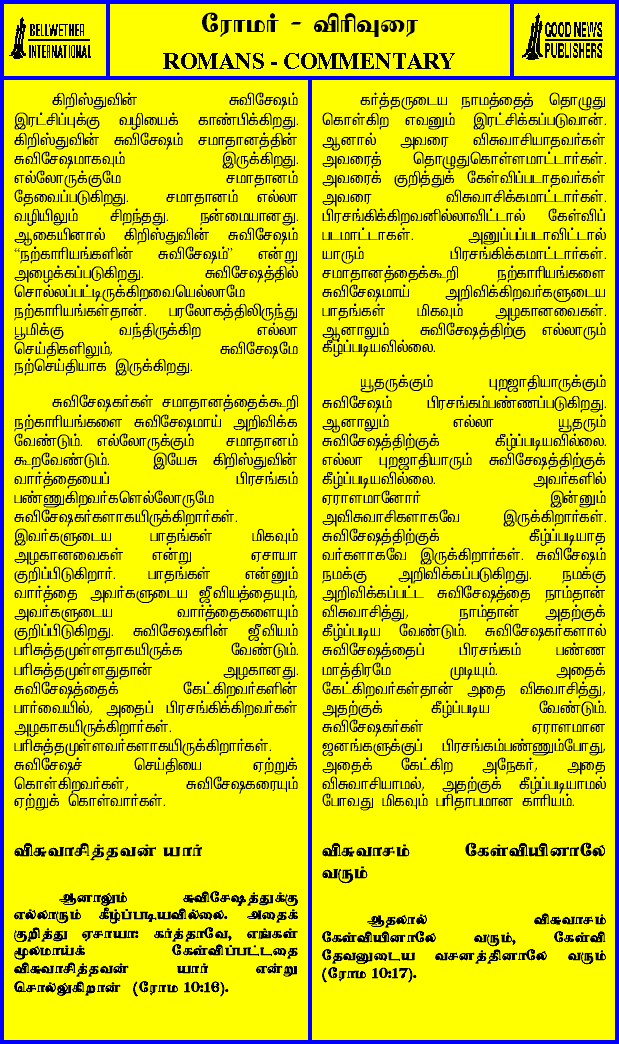 BELLWETHER
INTERNATIONAL
ரோமர் - விரிவுரை
ROMANS - COMMENTARY
GOOD NEWS
PUBLISHERS
கிறிஸ்துவின் சுவிசேஷம்
இரட்சிப்புக்கு வழியைக் காண்பிக்கிறது.
கிறிஸ்துவின் சுவிசேஷம் சமாதானத்தின்
சுவிசேஷமாகவும் இருக்கிறது.
எல்லோருக்குமே சமாதானம்
தேவைப்படுகிறது. சமாதானம் எல்லா
வழியிலும் சிறந்தது. நன்மையானது.
ஆகையினால் கிறிஸ்துவின் சுவிசேஷம்
“நற்காரியங்களின் சுவிசேஷம்” என்று
அழைக்கப்படுகிறது. சுவிசேஷத்தில்
சொல்லப்பட்டிருக்கிறவையெல்லாமே
நற்காரியங்கள்தான். பரலோகத்திலிருந்து
பூமிக்கு வந்திருக்கிற எல்லா
செய்திகளிலும், சுவிசேஷமே
நற்செய்தியாக இருக்கிறது.
சுவிசேஷகர்கள் சமாதானத்தைக்கூறி
நற்காரியங்களை சுவிசேஷமாய் அறிவிக்க
வேண்டும். எல்லோருக்கும் சமாதானம்
கூறவேண்டும். இயேசு கிறிஸ்துவின்
வார்த்தையைப் பிரசங்கம்
பண்ணுகிறவர்களெல்லோருமே
சுவிசேஷகர்களாகயிருக்கிறார்கள்.
இவர்களுடைய பாதங்கள் மிகவும்
அழகானவைகள் என்று ஏசாயா
குறிப்பிடுகிறார். பாதங்கள் என்னும்
வார்த்தை அவர்களுடைய ஜீவியத்தையும்,
அவர்களுடைய வார்த்தைகளையும்
குறிப்பிடுகிறது. சுவிசேஷகரின் ஜீவியம்
பரிசுத்தமுள்ளதாகயிருக்க வேண்டும்.
பரிசுத்தமுள்ளதுதான் அழகானது.
சுவிசேஷத்தைக் கேட்கிறவர்களின்
பார்வையில், அதைப் பிரசங்கிக்கிறவர்கள்
அழகாகயிருக்கிறார்கள்.
பரிசுத்தமுள்ளவர்களாகயிருக்கிறார்கள்.
சுவிசேஷச் செய்தியை ஏற்றுக்
கொள்கிறவர்கள், சுவிசேஷகரையும்
ஏற்றுக் கொள்வார்கள்.
விசுவாசித்தவன் யார்
ஆனாலும் சுவிசேஷத்துக்கு
எல்லாரும் கீழ்ப்படியவில்லை. அதைக்
குறித்து ஏசாயா: கர்த்தாவே, எங்கள்
மூலமாய்க் கேள்விப்பட்டதை
விசுவாசித்தவன் யார் என்று
சொல்லுகிறான் (ரோம 10:16).
கர்த்தருடைய நாமத்தைத் தொழுது
கொள்கிற எவனும் இரட்சிக்கப்படுவான்.
ஆனால் அவரை விசுவாசியாதவர்கள்
அவரைத் தொழுதுகொள்ளமாட்டார்கள்.
அவரைக் குறித்துக் கேள்விப்படாதவர்கள்
அவரை விசுவாசிக்கமாட்டார்கள்.
பிரசங்கிக்கிறவனில்லாவிட்டால் கேள்விப்
படமாட்டாகள். அனுப்பப்படாவிட்டால்
யாரும் பிரசங்கிக்கமாட்டார்கள்.
சமாதானத்தைக்கூறி நற்காரியங்களை
சுவிசேஷமாய் அறிவிக்கிறவர்களுடைய
பாதங்கள் மிகவும் அழகானவைகள்.
ஆனாலும் சுவிசேஷத்திற்கு எல்லாரும்
கீழ்ப்படியவில்லை.
யூதருக்கும் புறஜாதியாருக்கும்
சுவிசேஷம் பிரசங்கம்பண்ணப்படுகிறது.
ஆனாலும் எல்லா யூதரும்
சுவிசேஷத்திற்குக் கீழ்ப்படியவில்லை.
எல்லா புறஜாதியாரும் சுவிசேஷத்திற்குக்
கீழ்ப்படியவில்லை. அவர்களில்
ஏராளமானோர் இன்னும்
அவிசுவாசிகளாகவே இருக்கிறார்கள்.
சுவிசேஷத்திற்குக் கீழ்ப்படியாத
வர்களாகவே இருக்கிறார்கள். சுவிசேஷம்
நமக்கு அறிவிக்கப்படுகிறது. நமக்கு
அறிவிக்கப்பட்ட சுவிசேஷத்தை நாம்தான்
விசுவாசித்து, நாம்தான் அதற்குக்
கீழ்ப்படிய வேண்டும். சுவிசேஷகர்களால்
சுவிசேஷத்தைப் பிரசங்கம் பண்ண
மாத்திரமே முடியும். அதைக்
கேட்கிறவர்கள்தான் அதை விசுவாசித்து,
அதற்குக் கீழ்ப்படிய வேண்டும்.
சுவிசேஷகர்கள் ஏராளமான
ஜனங்களுக்குப் பிரசங்கம்பண்ணும்போது,
அதைக் கேட்கிற அநேகர், அதை
விசுவாசியாமல், அதற்குக் கீழ்ப்படியாமல்
போவது மிகவும் பரிதாபமான காரியம்.
விசுவாசம் கேள்வியினாலே
வரும்
ஆதலால் விசுவாசம்
கேள்வியினாலே வரும், கேள்வி
தேவனுடைய வசனத்தினாலே வரும்
(ரோம 10:17).